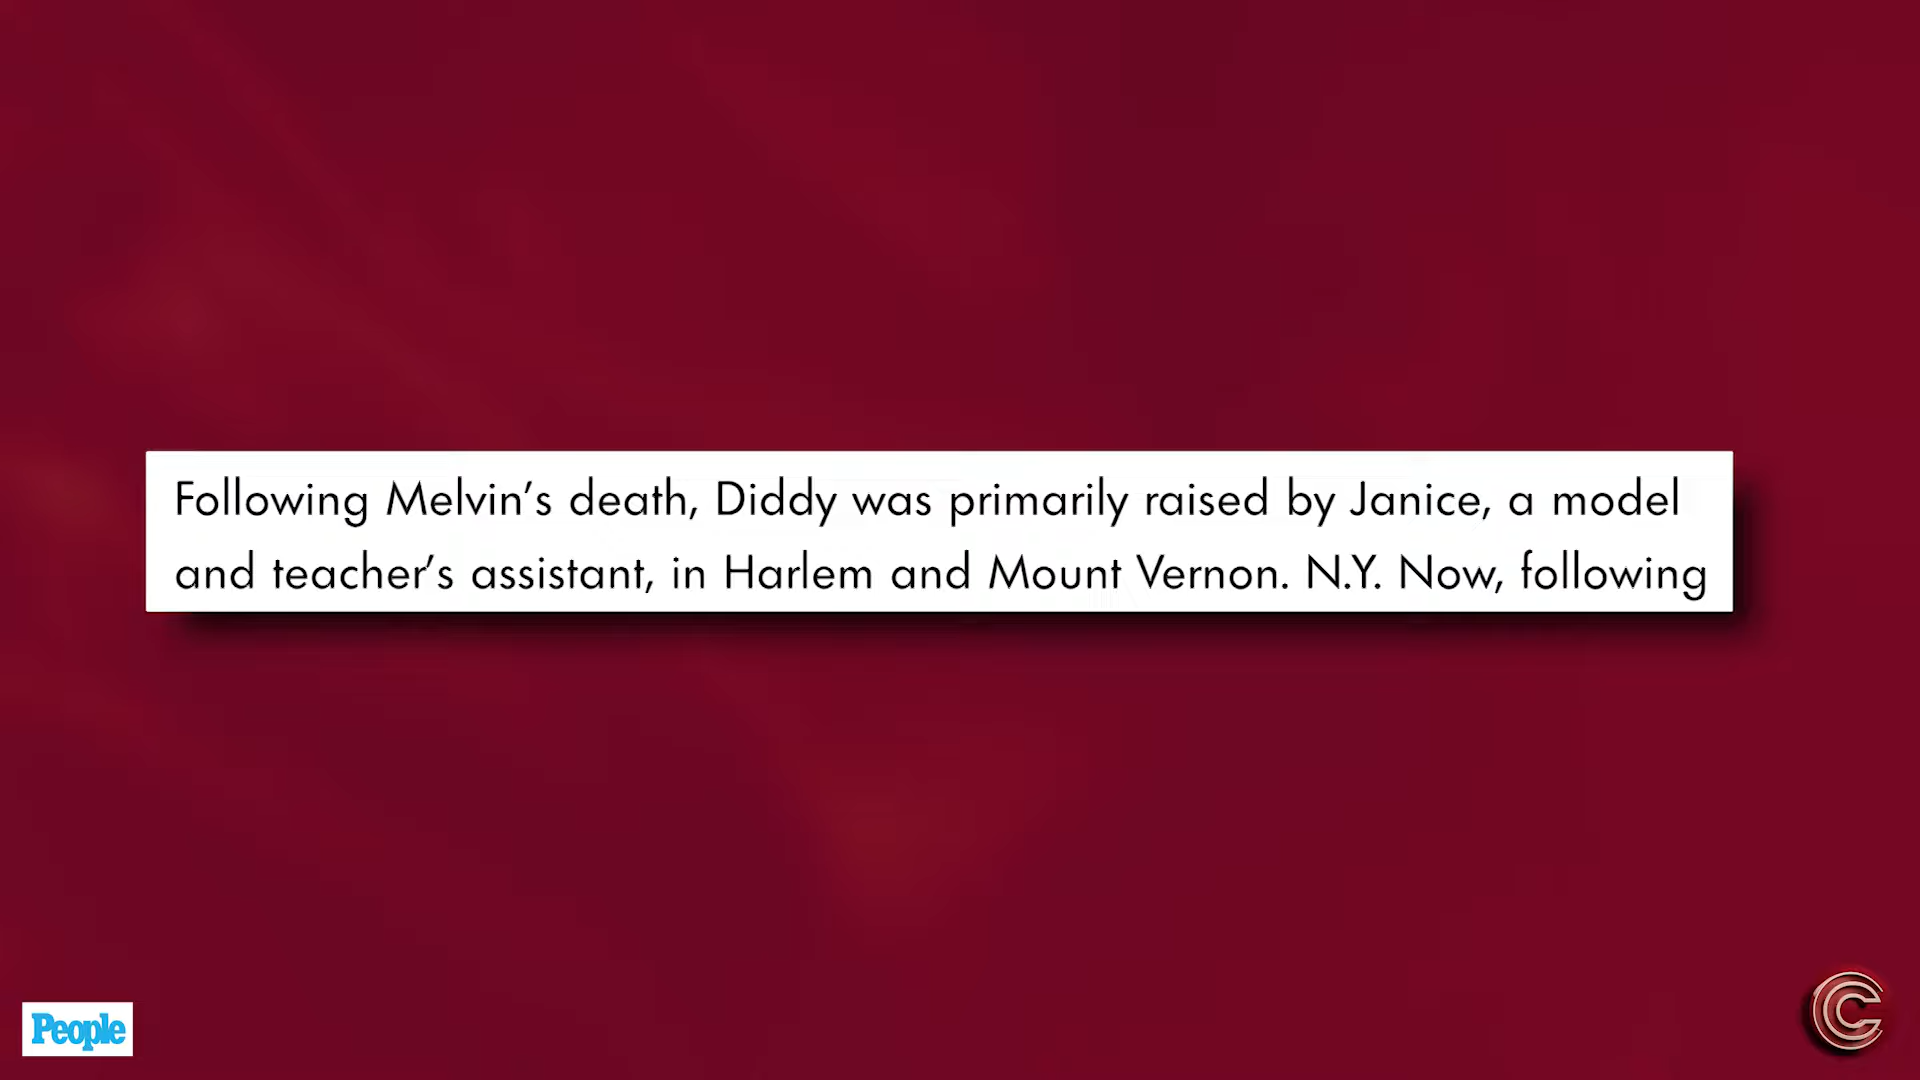 Following Melvin’s death, Diddy was primarily raised by Janice, a model
and teacher’s assistant, in Harlem and Mount Vernon. N.Y. Now, following
People
C